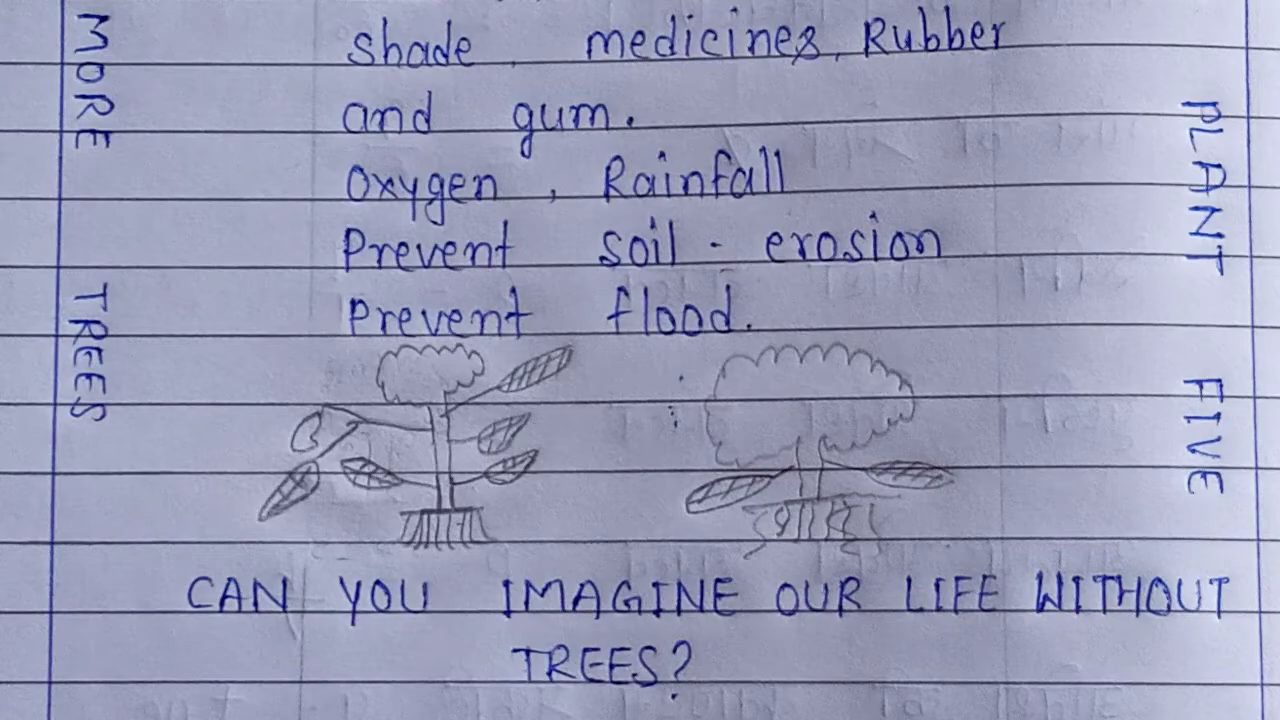 Shade, medicines, Rubber
and gum.
Oxygen, Rainfall
Prevent soil - erosion
Prevent flood.
MORE TREES
PLANT FIVE
CAN YOU IMAGINE OUR LIFE WITHOUT
TREES?